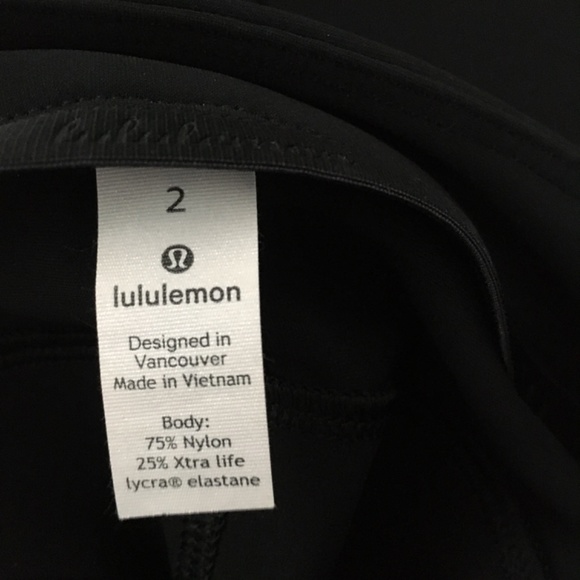 2
lululemon
Designed in
Vancouver
Made in Vietnam
Body:
75% Nylon
25% Xtra life
lycra® elastane